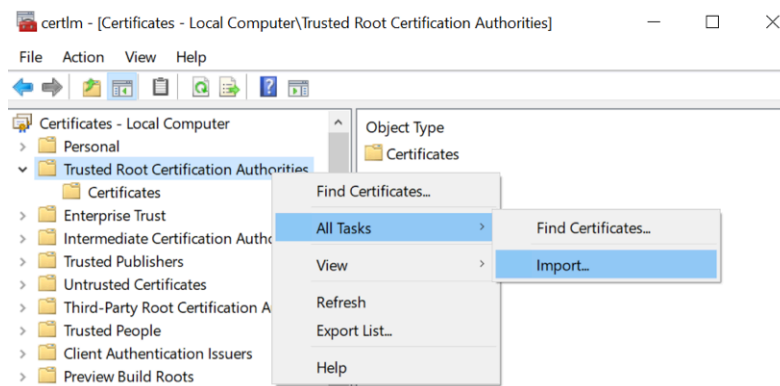 certlm - [Certificates - Local Computer\Trusted Root Certification Authorities]
File Action View Help
Certificates - Local Computer
Personal
Trusted Root Certification Authorities
Certificates
Enterprise Trust
Intermediate Certification Autho
Trusted Publishers
Untrusted Certificates
Third-Party Root Certification A
Trusted People
Client Authentication Issuers
Preview Build Roots
Object Type
Certificates
Find Certificates...
All Tasks
View
Refresh
Export List...
Help
Find Certificates...
Import...